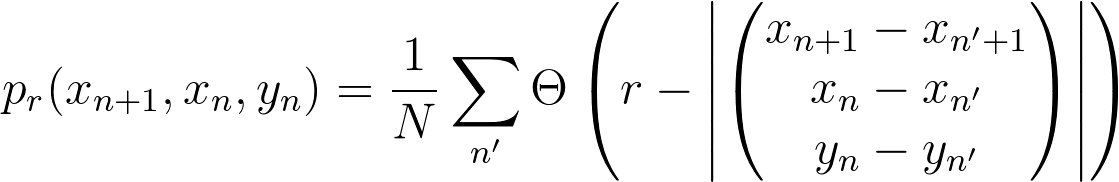 p_r(x_{n+1}, x_n, y_n) = \frac{1}{N} \sum_{n'} \Theta \left( r - \left| \begin{pmatrix} x_{n+1} - x_{n'+1} \\ x_n - x_{n'} \\ y_n - y_{n'} \end{pmatrix} \right| \right)